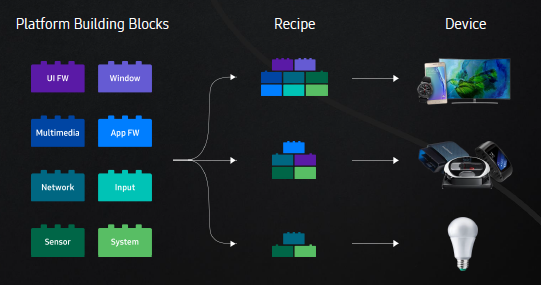 Platform Building Blocks
Recipe
Device
UI FW
Window
Multimedia
App FW
Network
Input
Sensor
System